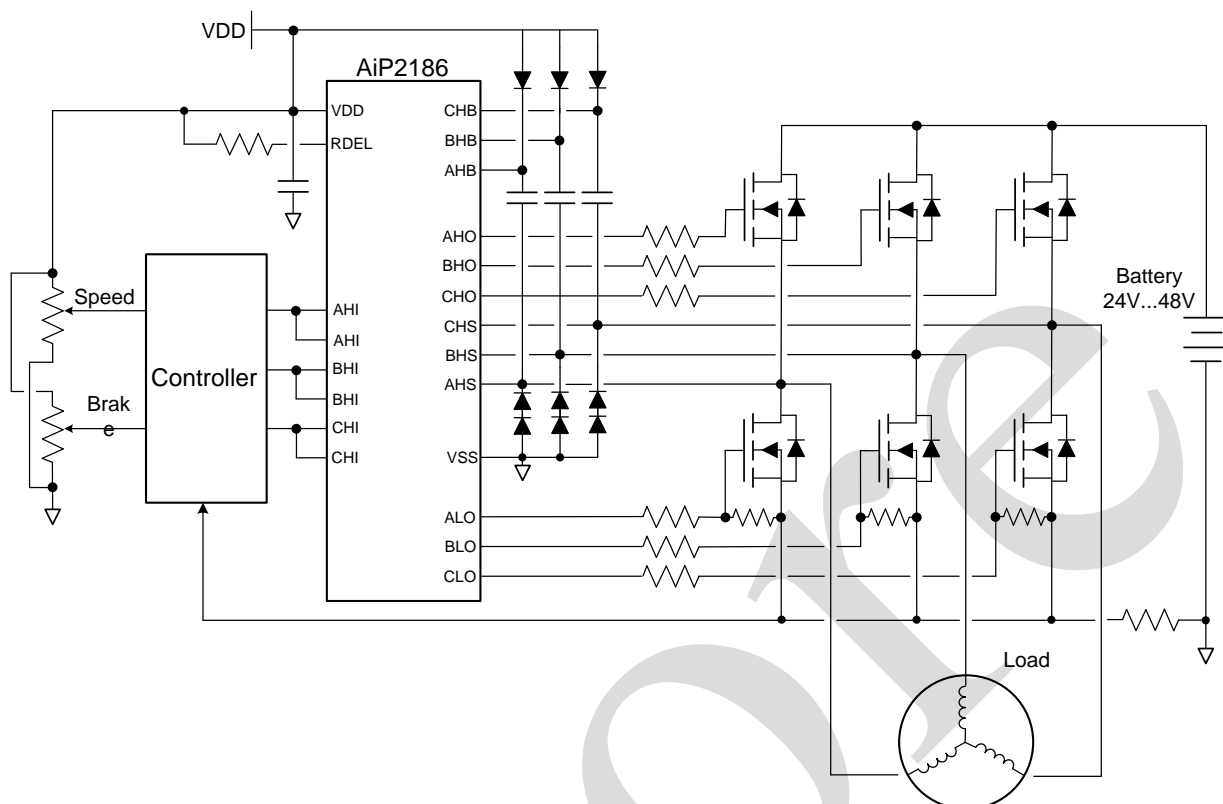 VDD
AiP2186
VDD
RDEL
CHB
BHB
AHB
AHO
BHO
CHO
CHS
BHS
AHS
VSS
ALO
BLO
CLO
AHI
AHI
BHI
BHI
CHI
CHI
Speed
Brak
e
Controller
Battery
24V...48V
Load
ore